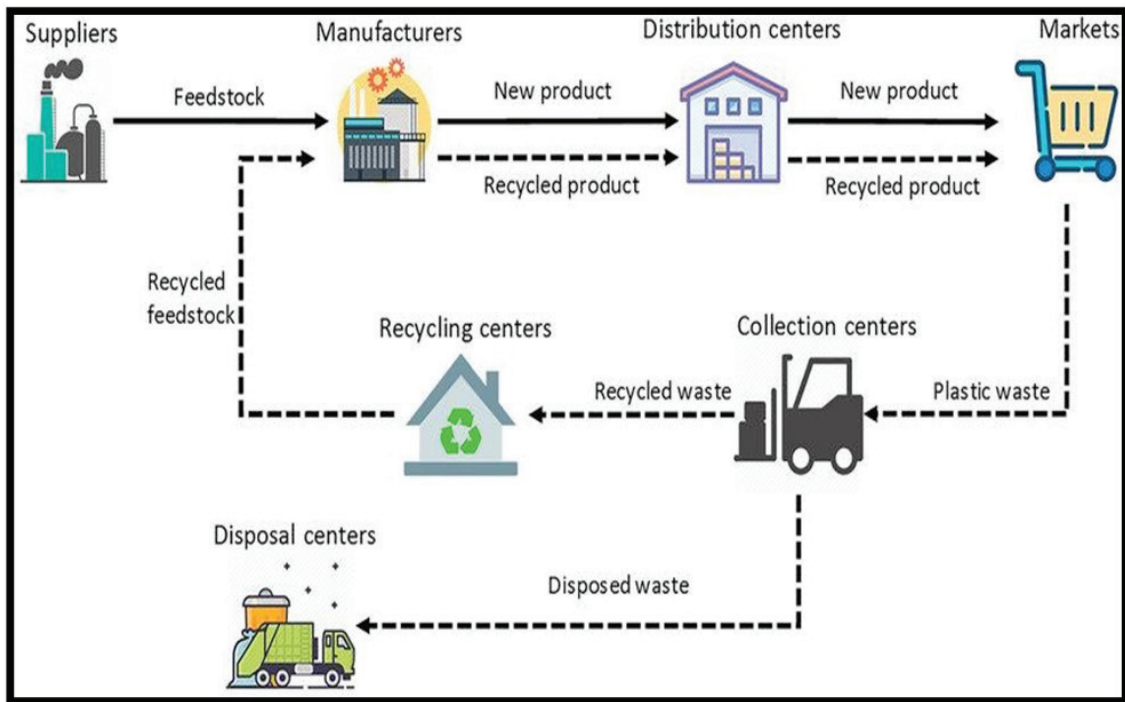 Suppliers
Manufacturers
Distribution centers
Markets
Feedstock
New product
New product
Recycled product
Recycled product
Recycled
feedstock
Recycling centers
Collection centers
Recycled waste
Plastic waste
Disposal centers
Disposed waste